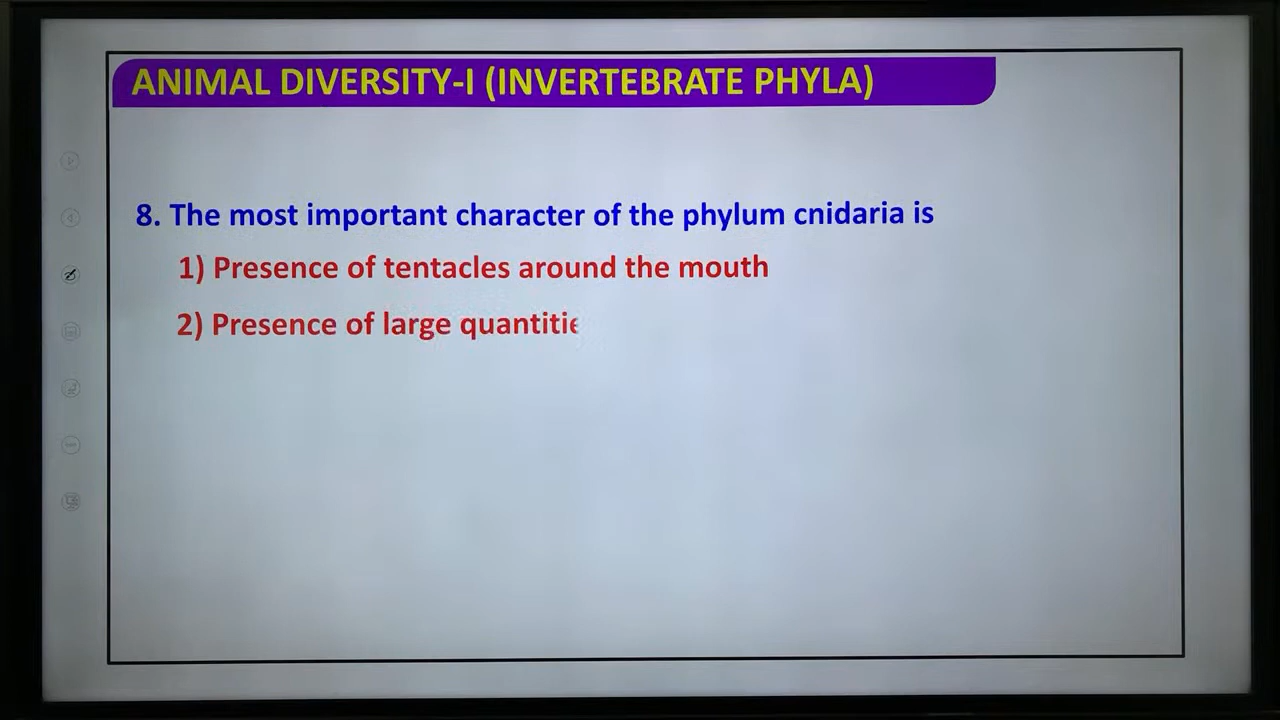 ANIMAL DIVERSITY-I (INVERTEBRATE PHYLA)
8. The most important character of the phylum cnidaria is
1) Presence of tentacles around the mouth
2) Presence of large